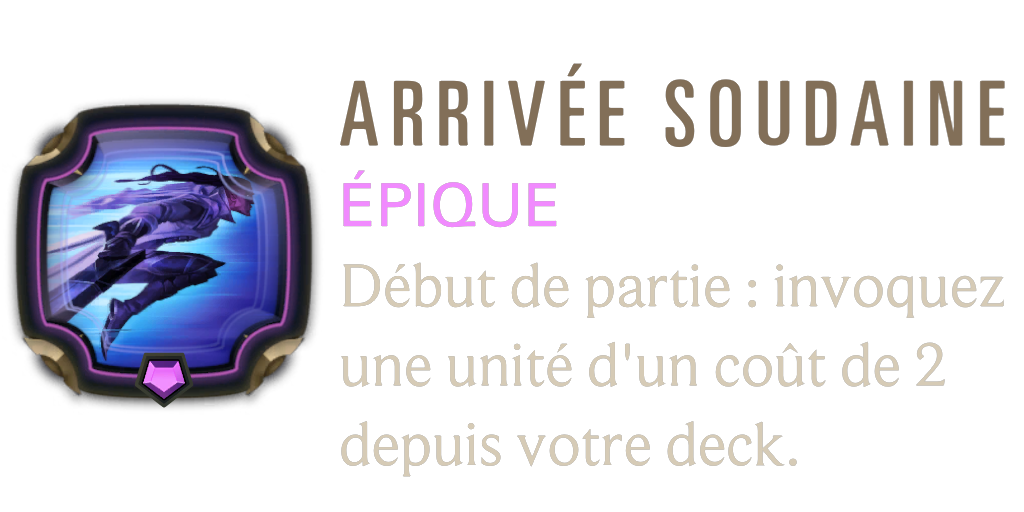 ARRIVÉE SOUDAINE
ÉPIQUE
Début de partie : invoquez
une unité d'un coût de 2
depuis votre deck.